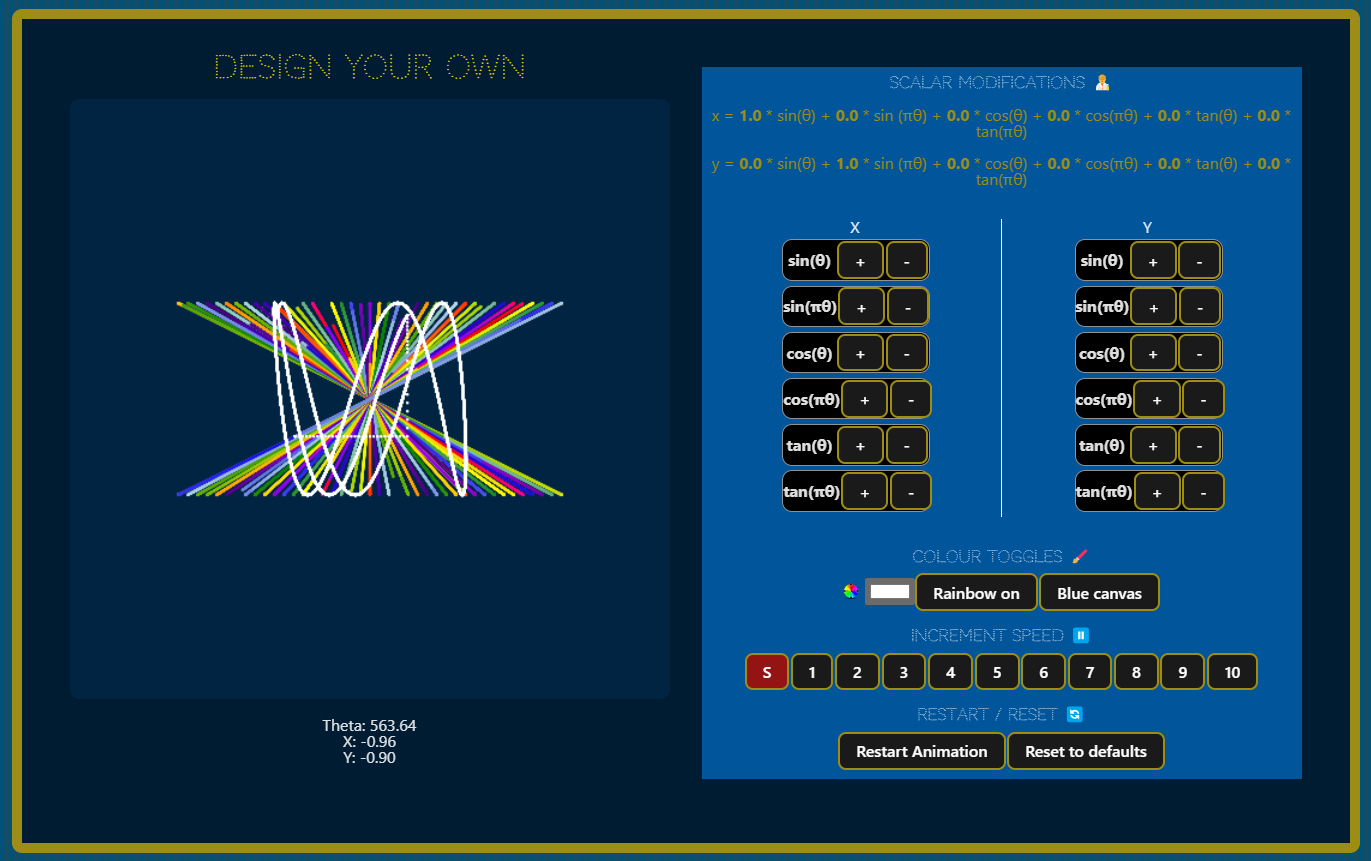 DESIGN YOUR OWN
Theta: 563.64
X: -0.96
Y: -0.90
SCALAR MODIFICATIONS
x = 1.0 * sin(θ) + 0.0 * sin (πθ) + 0.0 * cos(θ) + 0.0 * cos(πθ) + 0.0 * tan(θ) + 0.0 *
tan(πθ)
y = 0.0 * sin(θ) + 1.0 * sin (πθ) + 0.0 * cos(θ) + 0.0 * cos(πθ) + 0.0 * tan(θ) + 0.0 *
tan(πθ)
X
sin(θ) + -
sin(πθ) + -
cos(θ) + -
cos(πθ) + -
tan(θ) + -
tan(πθ) + -
Y
sin(θ) + -
sin(πθ) + -
cos(θ) + -
cos(πθ) + -
tan(θ) + -
tan(πθ) + -
COLOUR TOGGLES
Rainbow on Blue canvas
INCREMENT SPEED
S 1 2 3 4 5 6 7 8 9 10
RESTART / RESET
Restart Animation Reset to defaults